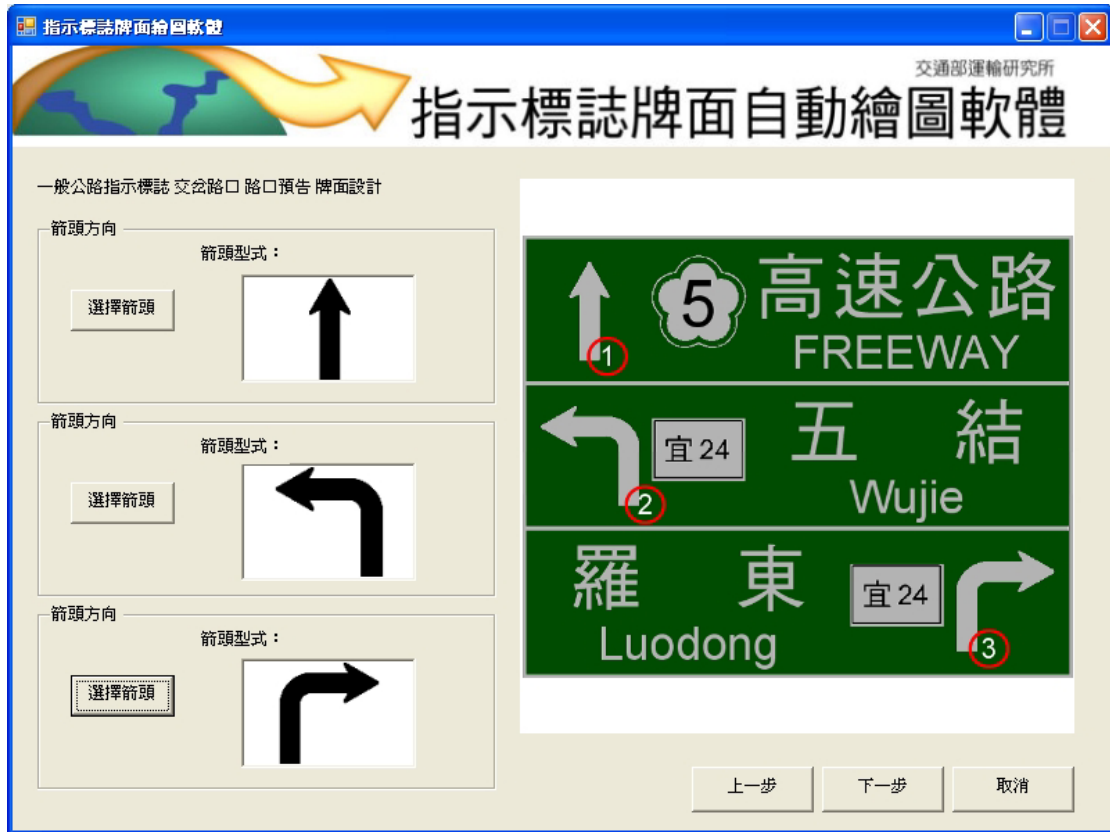 指示標誌牌面繪圖軟體
交通部運輸研究所
指示標誌牌面自動繪圖軟體
一般公路指示標誌 交岔路口 路口預告 牌面設計
箭頭方向
箭頭型式：
選擇箭頭
箭頭方向
箭頭型式：
選擇箭頭
箭頭方向
箭頭型式：
選擇箭頭
1
5
高速公路
FREEWAY
2
宜 24
五 結
Wujie
羅 東
Luodong
宜 24
3
上一步
下一步
取消